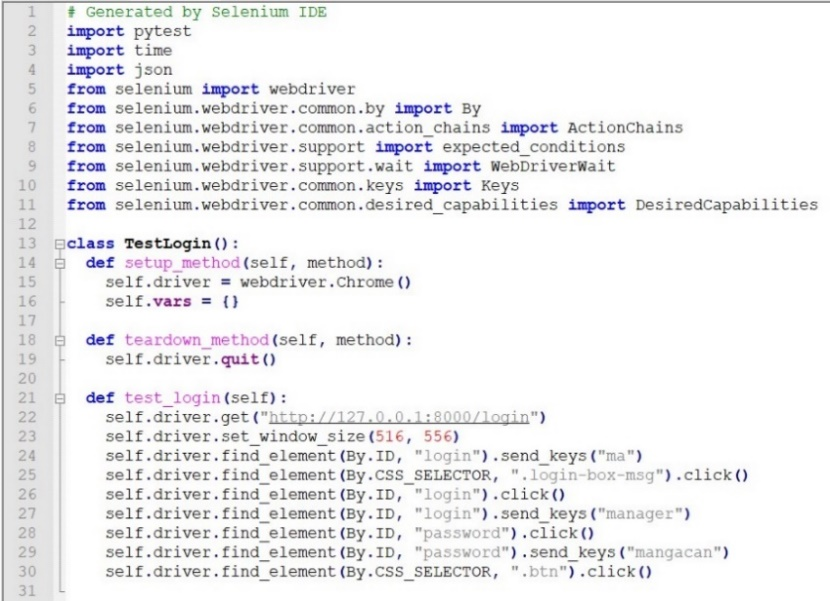 1 # Generated by Selenium IDE
2 import pytest
3 import time
4 import json
5 from selenium import webdriver
6 from selenium.webdriver.common.by import By
7 from selenium.webdriver.common.action_chains import ActionChains
8 from selenium.webdriver.support import expected_conditions
9 from selenium.webdriver.support.wait import WebDriverWait
10 from selenium.webdriver.common.keys import Keys
11 from selenium.webdriver.common.desired_capabilities import DesiredCapabilities
12
13 class TestLogin():
14   def setup_method(self, method):
15     self.driver = webdriver.Chrome()
16     self.vars = {}
17
18   def teardown_method(self, method):
19     self.driver.quit()
20
21   def test_login(self):
22     self.driver.get("http://127.0.0.1:8000/login")
23     self.driver.set_window_size(516, 556)
24     self.driver.find_element(By.ID, "login").send_keys("ma")
25     self.driver.find_element(By.CSS_SELECTOR, ".login-box-msg").click()
26     self.driver.find_element(By.ID, "login").click()
27     self.driver.find_element(By.ID, "login").send_keys("manager")
28     self.driver.find_element(By.ID, "password").click()
29     self.driver.find_element(By.ID, "password").send_keys("mangacan")
30     self.driver.find_element(By.CSS_SELECTOR, ".btn").click()
31